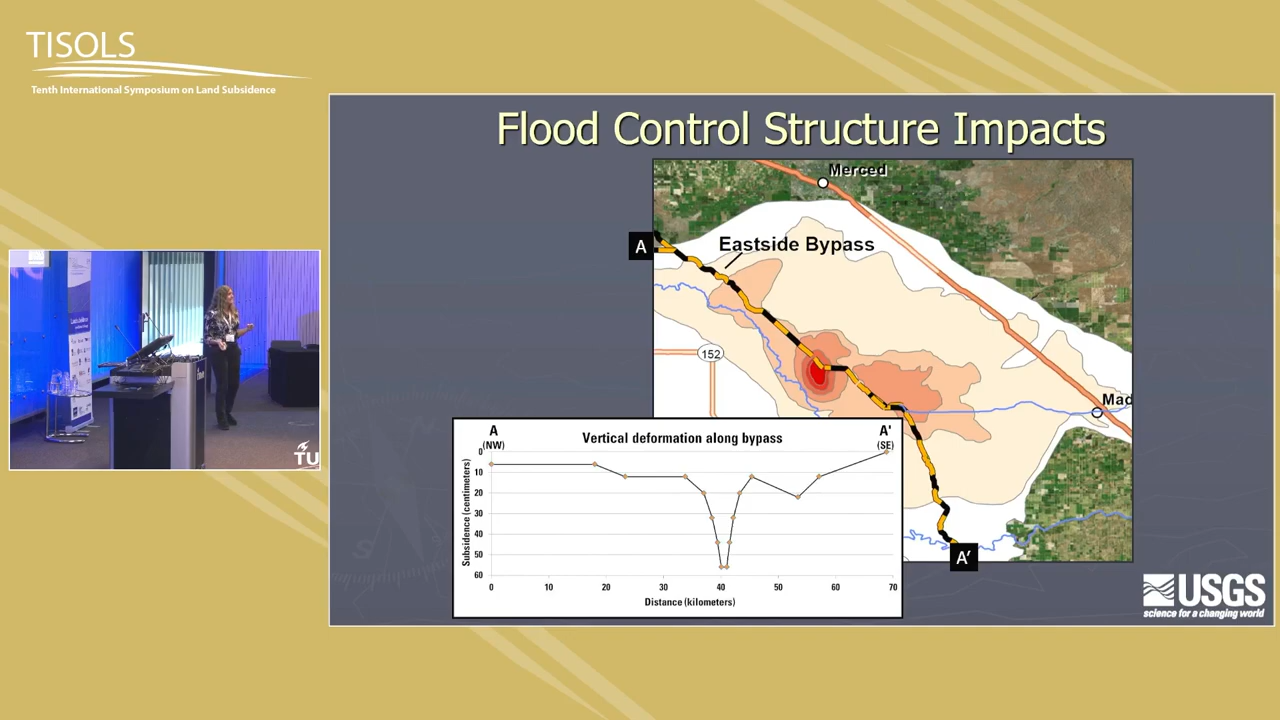 TISOLS
Tenth International Symposium on Land Subsidence
Flood Control Structure Impacts
Merced
A
Eastside Bypass
152
Mad
A
(NW)
Vertical deformation along bypass
A'
(SE)
Subsidence (centimeters)
0
10
20
30
40
50
60
0 10 20 30 40 50 60 70
Distance (kilometers)
A′
TU
USGS
science for a changing world